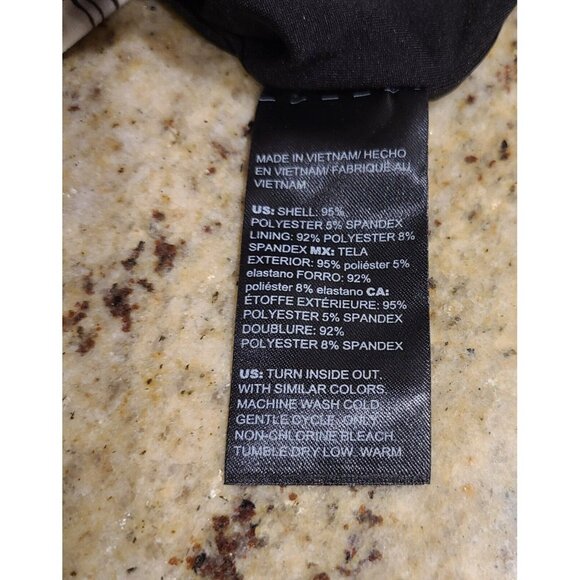 MADE IN VIETNAM/ HECHO
EN VIETNAM/ FABRIQUÉ AU
VIETNAM
US: SHELL: 95%
POLYESTER 5% SPANDEX
LINING: 92% POLYESTER 8%
SPANDEX MX: TELA
EXTERIOR: 95% poliéster 5%
elastano FORRO: 92%
poliéster 8% elastano CA:
ÉTOFFE EXTÉRIEURE: 95%
POLYESTER 5% SPANDEX
DOUBLURE: 92%
POLYESTER 8% SPANDEX
US: TURN INSIDE OUT.
WITH SIMILAR COLORS.
MACHINE WASH COLD
GENTLE CYCLE. ONLY
NON-CHLORINE BLEACH.
TUMBLE DRY LOW. WARM